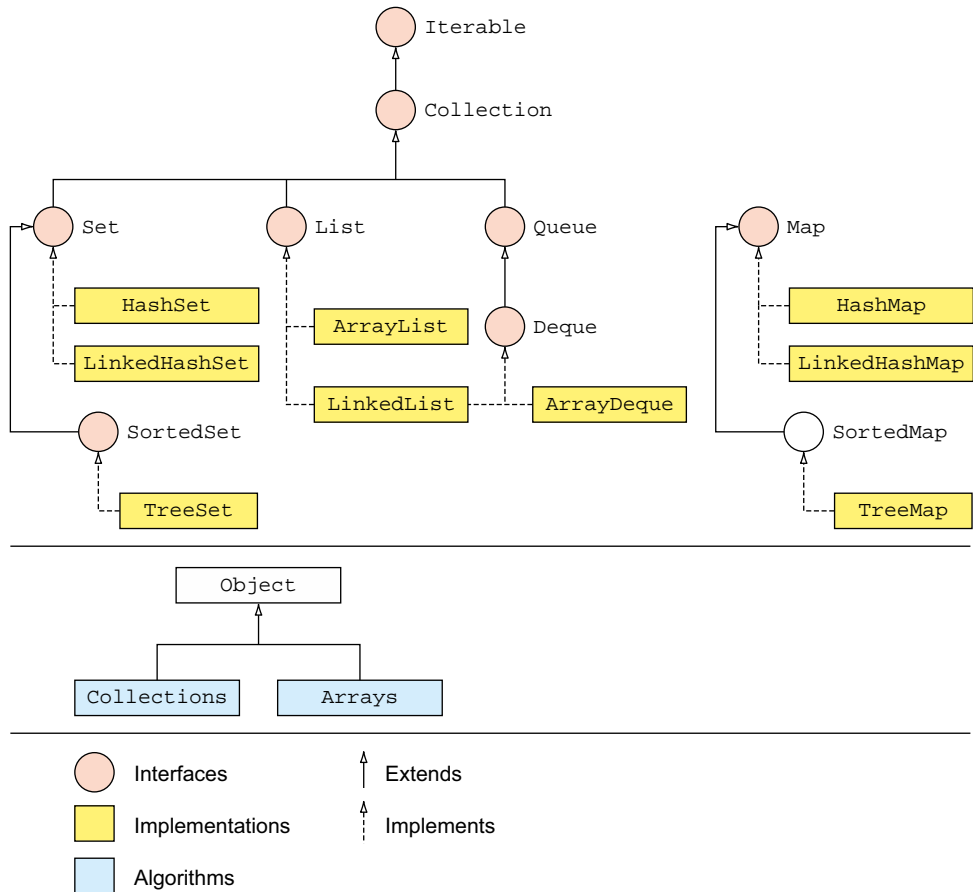 Iterable
Collection
Set
List
Queue
Map
HashSet
ArrayList
Deque
HashMap
LinkedHashSet
LinkedList
ArrayDeque
LinkedHashMap
SortedSet
SortedMap
TreeSet
TreeMap
Object
Collections
Arrays
Interfaces
Extends
Implementations
Implements
Algorithms